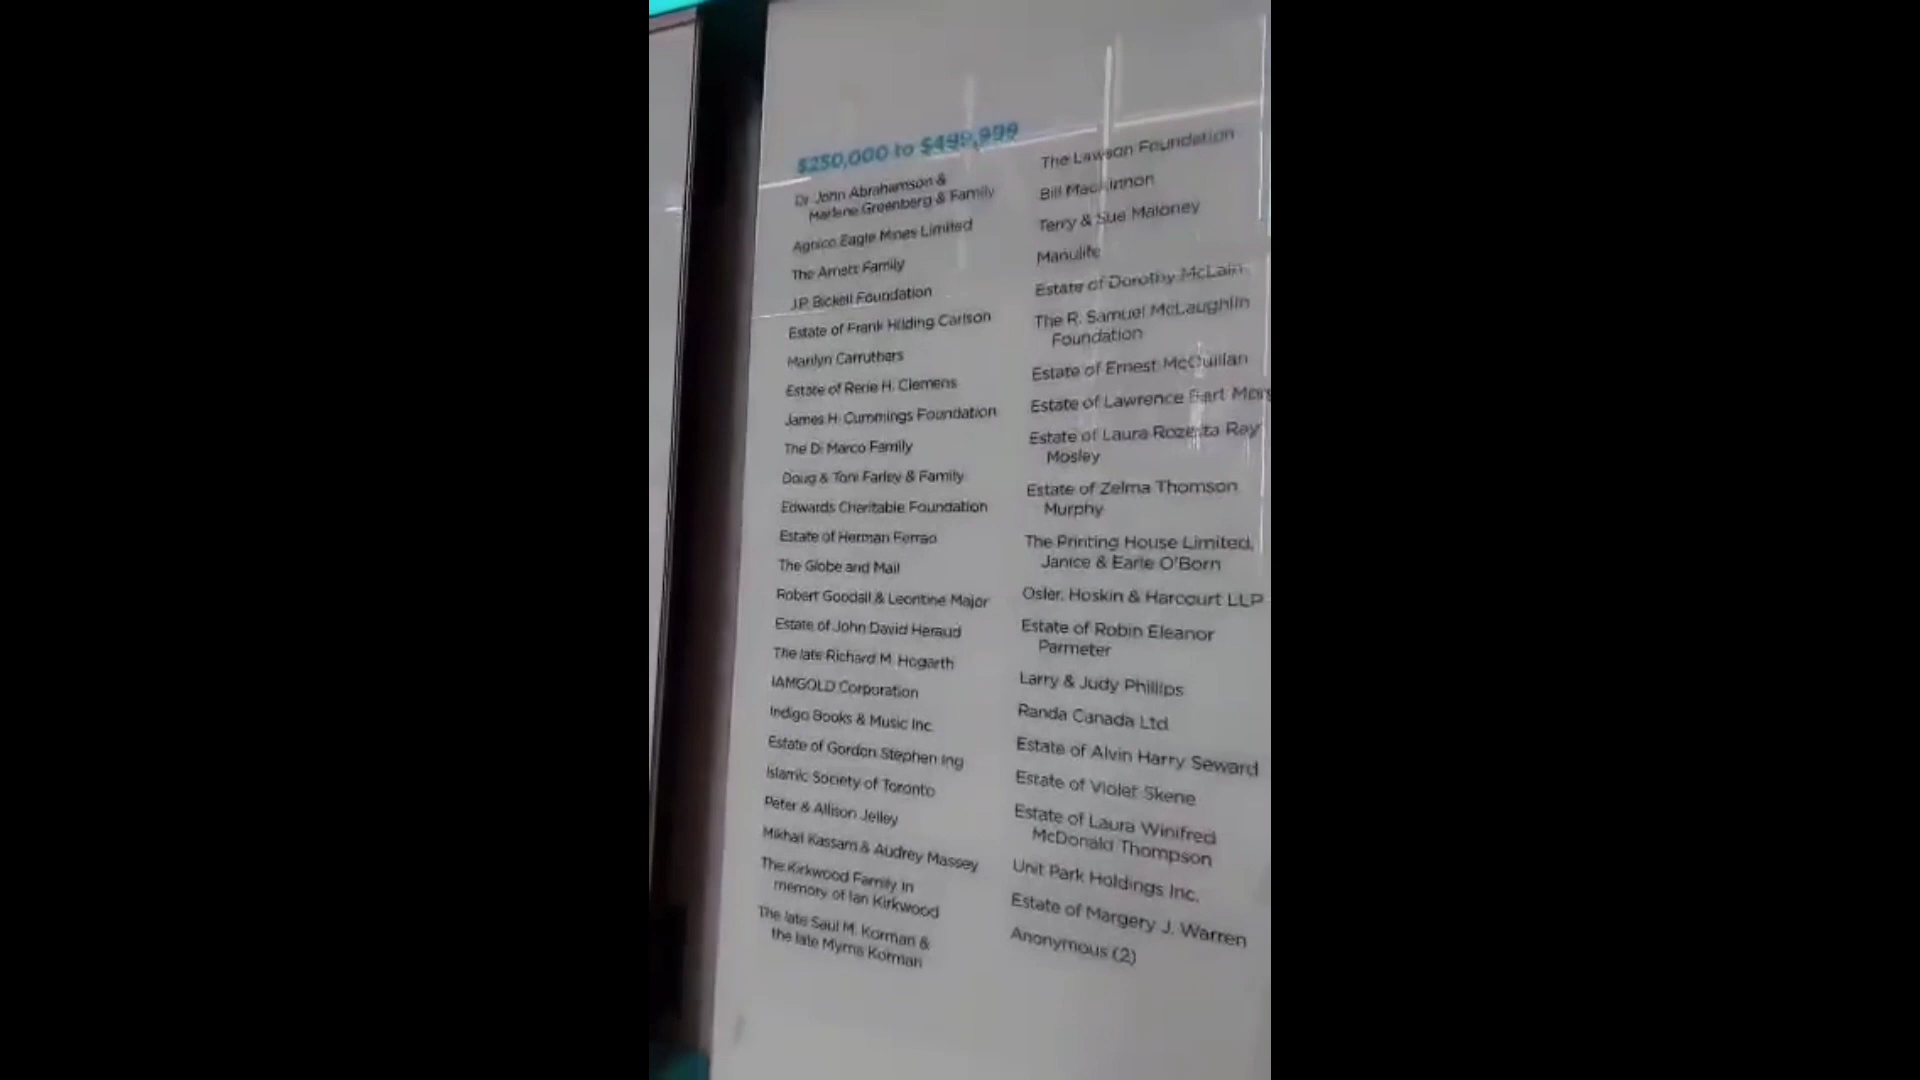 $250,000 to $499,999
Dr. John Abrahamson &
Marlene Greenberg & Family
Agnico Eagle Mines Limited
The Arnett Family
J.P. Bickell Foundation
Estate of Frank Hilding Carlson
Marilyn Carruthers
Estate of Rene H. Clemens
James H. Cummings Foundation
The Di Marco Family
Doug & Toni Farley & Family
Edwards Charitable Foundation
Estate of Herman Ferrao
The Globe and Mail
Robert Goodall & Leontine Major
Estate of John David Heraud
The late Richard M. Hogarth
IAMGOLD Corporation
Indigo Books & Music Inc.
Estate of Gordon Stephen Ing
Islamic Society of Toronto
Peter & Allison Jelley
Mikhail Kassam & Audrey Massey
The Kirkwood Family in
memory of Ian Kirkwood
The late Saul M. Korman &
the late Myrna Korman
The Lawson Foundation
Bill MacKinnon
Terry & Sue Maloney
Manulife
Estate of Dorothy McLain
The R. Samuel McLaughlin
Foundation
Estate of Ernest McQuillan
Estate of Lawrence Bart
Estate of Laura Rozetta Ray
Mosley
Estate of Zelma Thomson
Murphy
The Printing House Limited,
Janice & Earle O'Born
Osler, Hoskin & Harcourt LLP
Estate of Robin Eleanor
Parmeter
Larry & Judy Phillips
Randa Canada Ltd.
Estate of Alvin Harry Seward
Estate of Violet Skene
Estate of Laura Winifred
McDonald Thompson
Unit Park Holdings Inc.
Estate of Margery J. Warren
Anonymous (2)